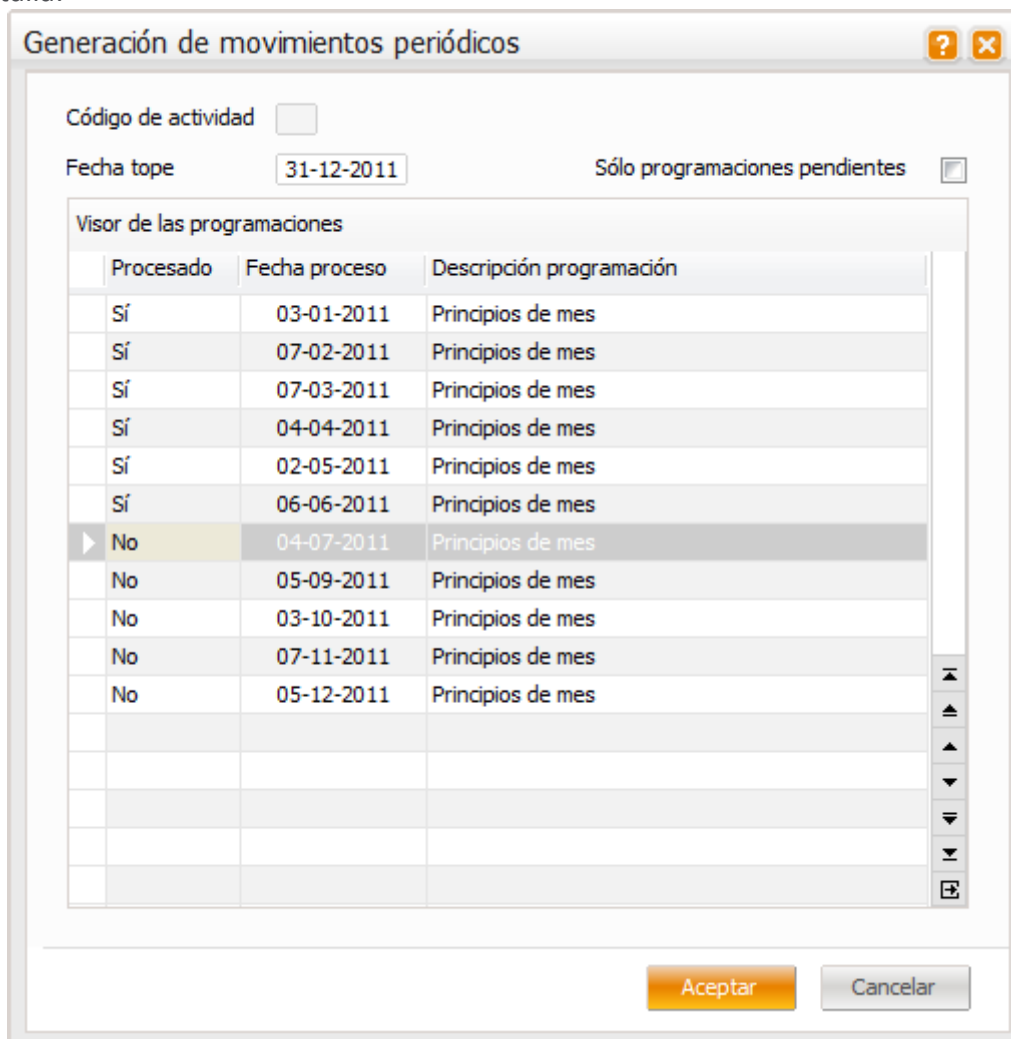 Generación de movimientos periódicos
Código de actividad
Fecha tope 31-12-2011 Sólo programaciones pendientes
Visor de las programaciones
Procesado Fecha proceso Descripción programación
Sí 03-01-2011 Principios de mes
Sí 07-02-2011 Principios de mes
Sí 07-03-2011 Principios de mes
Sí 04-04-2011 Principios de mes
Sí 02-05-2011 Principios de mes
Sí 06-06-2011 Principios de mes
No 04-07-2011 Principios de mes
No 05-09-2011 Principios de mes
No 03-10-2011 Principios de mes
No 07-11-2011 Principios de mes
No 05-12-2011 Principios de mes
Aceptar Cancelar